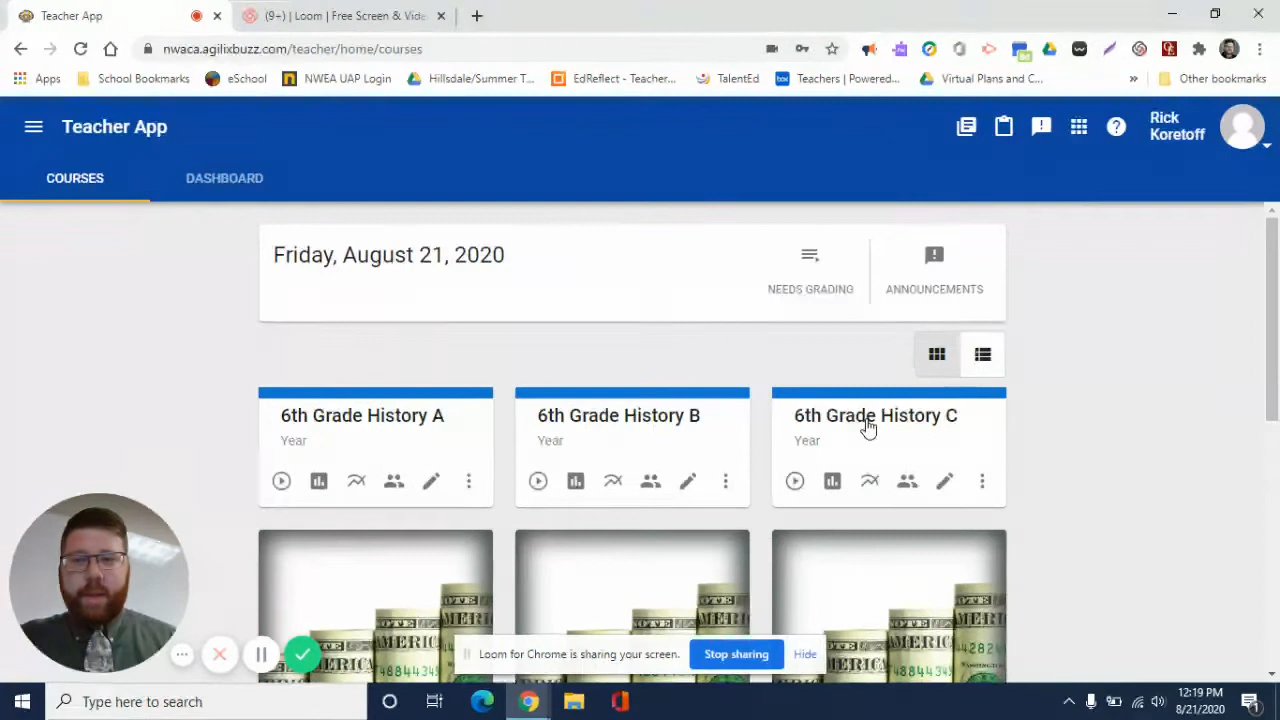 Teacher App
(9+) | Loom | Free Screen & Vide
nwaca.agilixbuzz.com/teacher/home/courses
Apps
School Bookmarks
eSchool
NWEA UAP Login
Hillsdale/Summer T...
EdReflect - Teacher...
TalentEd
Teachers | Powered...
Virtual Plans and C...
»
Other bookmarks
Teacher App
Rick
Koretoff
COURSES
DASHBOARD
Friday, August 21, 2020
NEEDS GRADING
ANNOUNCEMENTS
6th Grade History A
Year
6th Grade History B
Year
6th Grade History C
Year
Loom for Chrome is sharing your screen.
Stop sharing
Hide
Type here to search
12:19 PM
8/21/2020